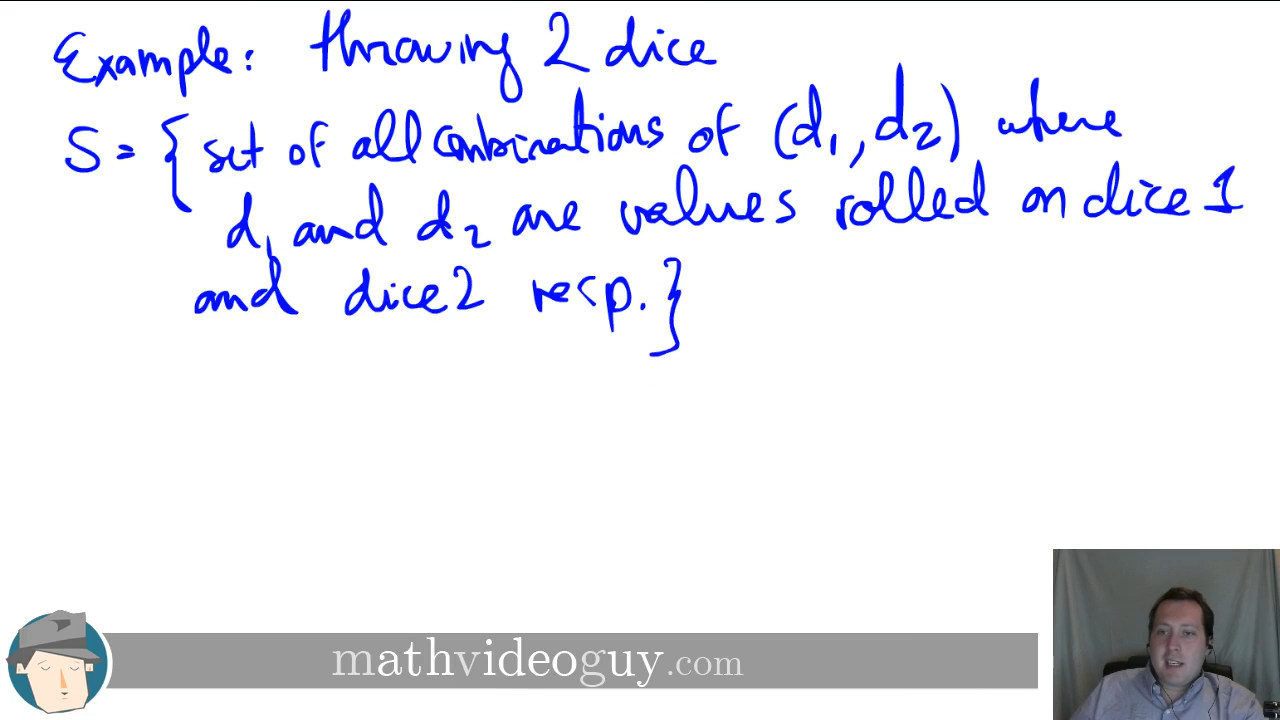 Example: throwing 2 dice
S = { set of all combinations of (d1, d2) where
d1 and d2 are values rolled on dice 1
and dice 2 resp. }
mathvideoguy.com